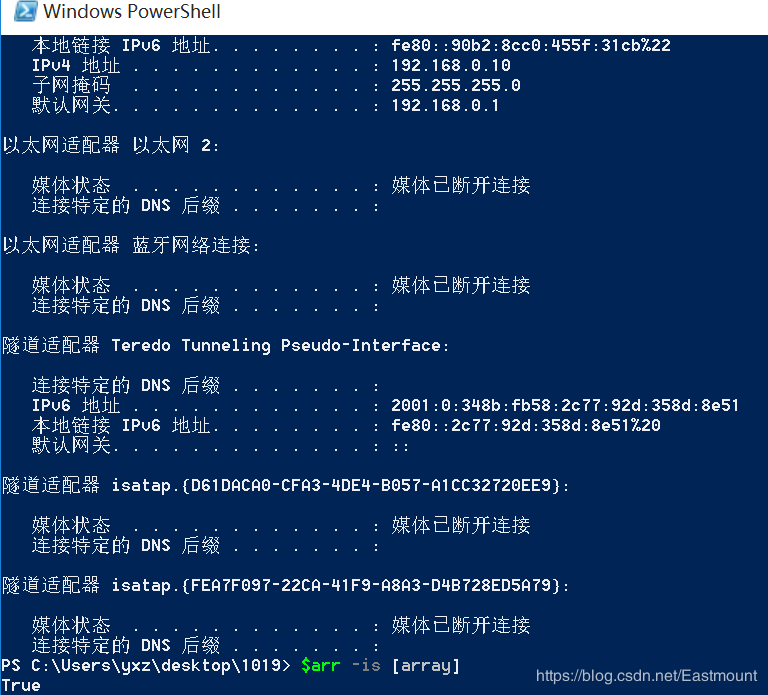 Windows PowerShell
本地链接 IPv6 地址. . . . . . . . : fe80::90b2:8cc0:455f:31cb%22
IPv4 地址 . . . . . . . . . . . . : 192.168.0.10
子网掩码  . . . . . . . . . . . . : 255.255.255.0
默认网关. . . . . . . . . . . . . : 192.168.0.1
以太网适配器 以太网 2:
媒体状态  . . . . . . . . . . . . : 媒体已断开连接
连接特定的 DNS 后缀 . . . . . . . :
以太网适配器 蓝牙网络连接:
媒体状态  . . . . . . . . . . . . : 媒体已断开连接
连接特定的 DNS 后缀 . . . . . . . :
隧道适配器 Teredo Tunneling Pseudo-Interface:
连接特定的 DNS 后缀 . . . . . . . :
IPv6 地址 . . . . . . . . . . . . : 2001:0:348b:fb58:2c77:92d:358d:8e51
本地链接 IPv6 地址. . . . . . . . : fe80::2c77:92d:358d:8e51%20
默认网关. . . . . . . . . . . . . : ::
隧道适配器 isatap.{D61DACA0-CFA3-4DE4-B057-A1CC32720EE9}:
媒体状态  . . . . . . . . . . . . : 媒体已断开连接
连接特定的 DNS 后缀 . . . . . . . :
隧道适配器 isatap.{FEA7F097-22CA-41F9-A8A3-D4B728ED5A79}:
媒体状态  . . . . . . . . . . . . : 媒体已断开连接
连接特定的 DNS 后缀 . . . . . . . :
PS C:\Users\yxz\desktop\1019> $arr -is [array]
True
https://blog.csdn.net/Eastmount